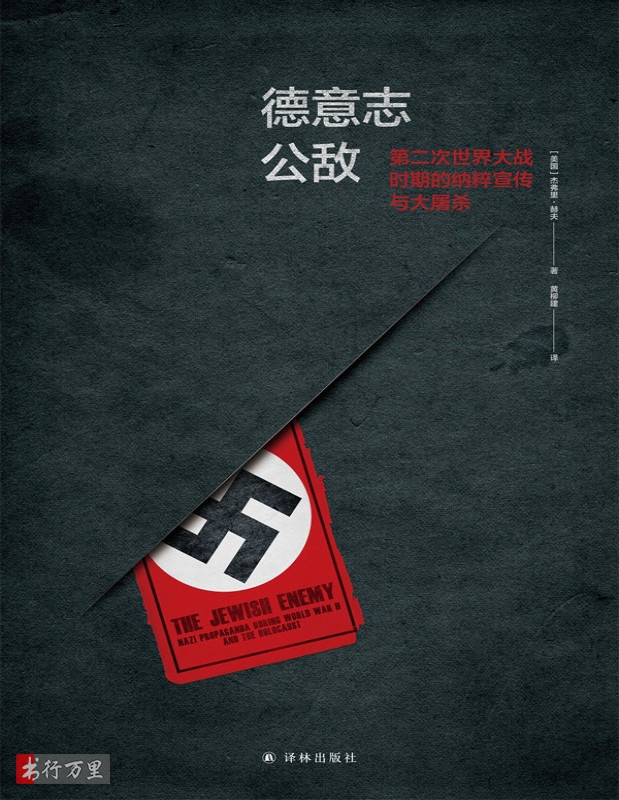 德意志
公敌
第二次世界大战
时期的纳粹宣传
与大屠杀
[美国] 杰弗里·赫夫 —— 著 黄柳建 —— 译
THE JEWISH ENEMY
NAZI PROPAGANDA DURING WORLD WAR II
AND THE HOLOCAUST
译林出版社
书行万里